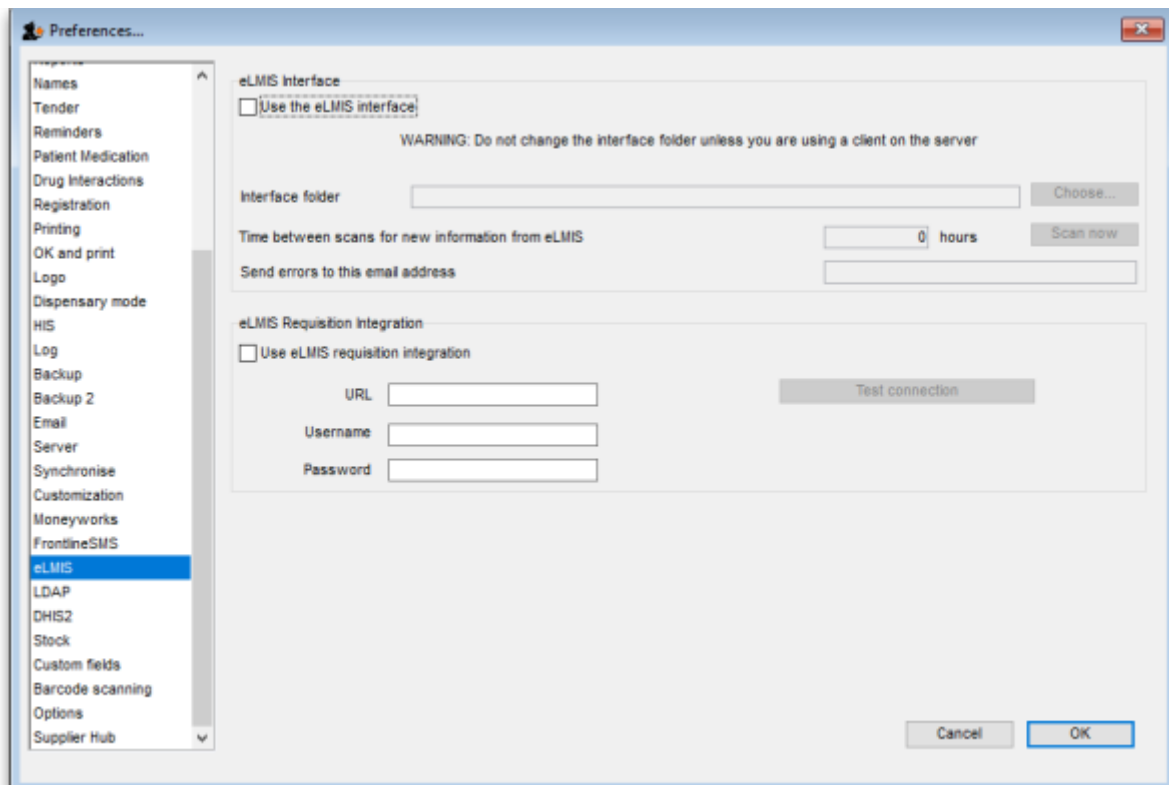 Preferences...
Names
Tender
Reminders
Patient Medication
Drug Interactions
Registration
Printing
OK and print
Logo
Dispensary mode
HIS
Log
Backup
Backup 2
Email
Server
Synchronise
Customization
Moneyworks
FrontlineSMS
eLMIS
LDAP
DHIS2
Stock
Custom fields
Barcode scanning
Options
Supplier Hub
eLMIS Interface
Use the eLMIS interface
WARNING: Do not change the interface folder unless you are using a client on the server
Interface folder Choose...
Time between scans for new information from eLMIS 0 hours Scan now
Send errors to this email address
eLMIS Requisition Integration
Use eLMIS requisition integration
URL Test connection
Username
Password
Cancel OK